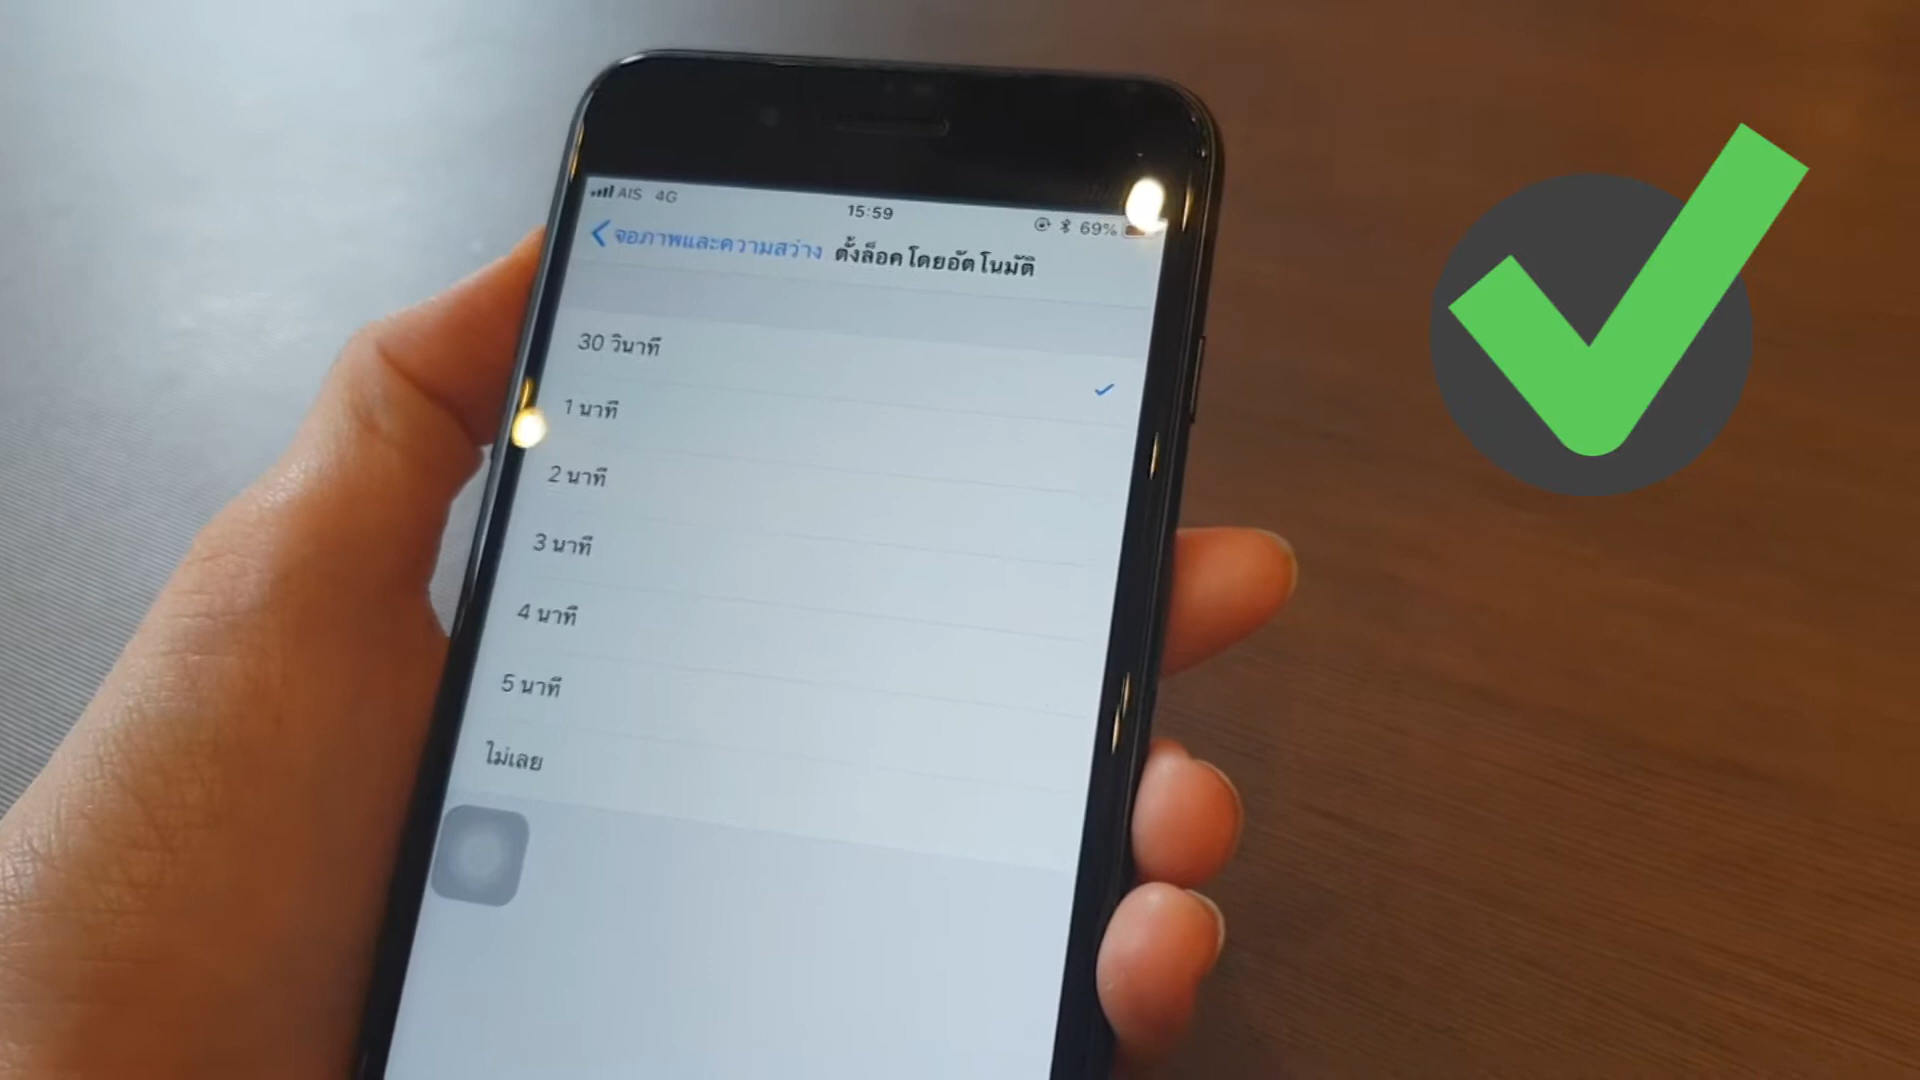 AIS 4G 15:59 69%
จอภาพและความสว่าง ตั้งล็อคโดยอัตโนมัติ
30 วินาที
1 นาที
2 นาที
3 นาที
4 นาที
5 นาที
ไม่เลย